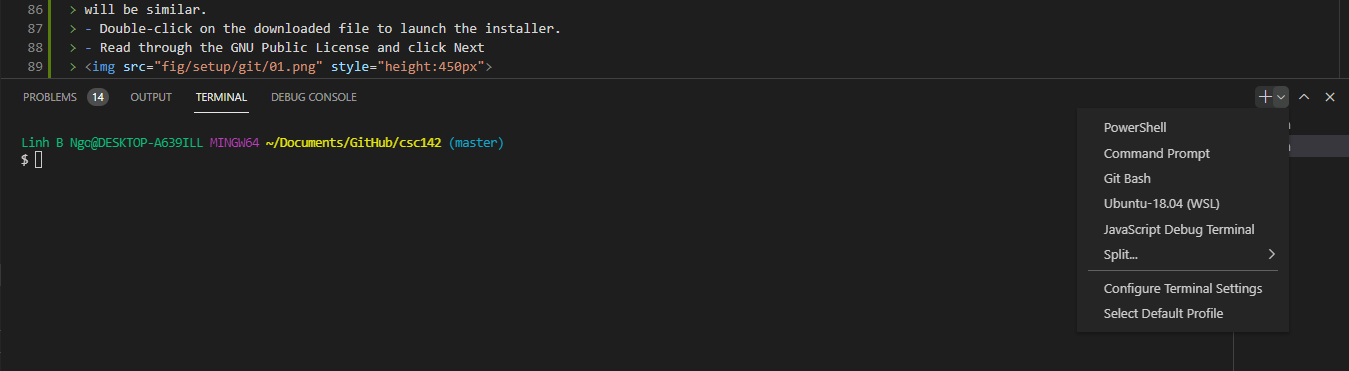 86 > will be similar.
87 > - Double-click on the downloaded file to launch the installer.
88 > - Read through the GNU Public License and click Next
89 > <img src="fig/setup/git/01.png" style="height:450px">
PROBLEMS 14 OUTPUT TERMINAL DEBUG CONSOLE
Linh B Ngo@DESKTOP-A639ILL MINGW64 ~/Documents/GitHub/csc142 (master)
$
PowerShell
Command Prompt
Git Bash
Ubuntu-18.04 (WSL)
JavaScript Debug Terminal
Split...
Configure Terminal Settings
Select Default Profile